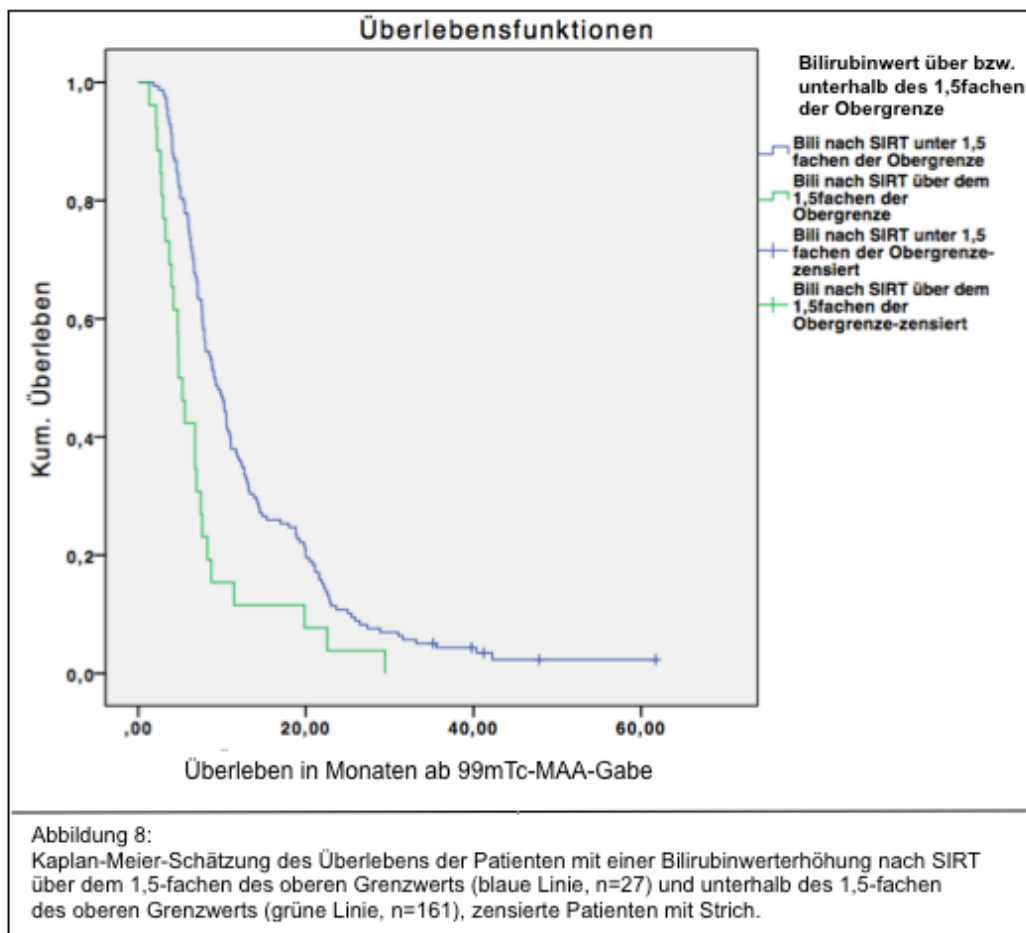 Überlebensfunktionen
Kum. Überleben
1,0
0,8
0,6
0,4
0,2
0,0
,00
20,00
40,00
60,00
Überleben in Monaten ab 99mTc-MAA-Gabe
Bilirubinwert über bzw.
unterhalb des 1,5fachen
der Obergrenze
Bili nach SIRT unter 1,5
fachen der Obergrenze
Bili nach SIRT über dem
1,5fachen der
Obergrenze
Bili nach SIRT unter 1,5
fachen der Obergrenze-
zensiert
Bili nach SIRT über dem
1,5fachen der
Obergrenze-zensiert
Abbildung 8:
Kaplan-Meier-Schätzung des Überlebens der Patienten mit einer Bilirubinwerterhöhung nach SIRT
über dem 1,5-fachen des oberen Grenzwerts (blaue Linie, n=27) und unterhalb des 1,5-fachen
des oberen Grenzwerts (grüne Linie, n=161), zensierte Patienten mit Strich.